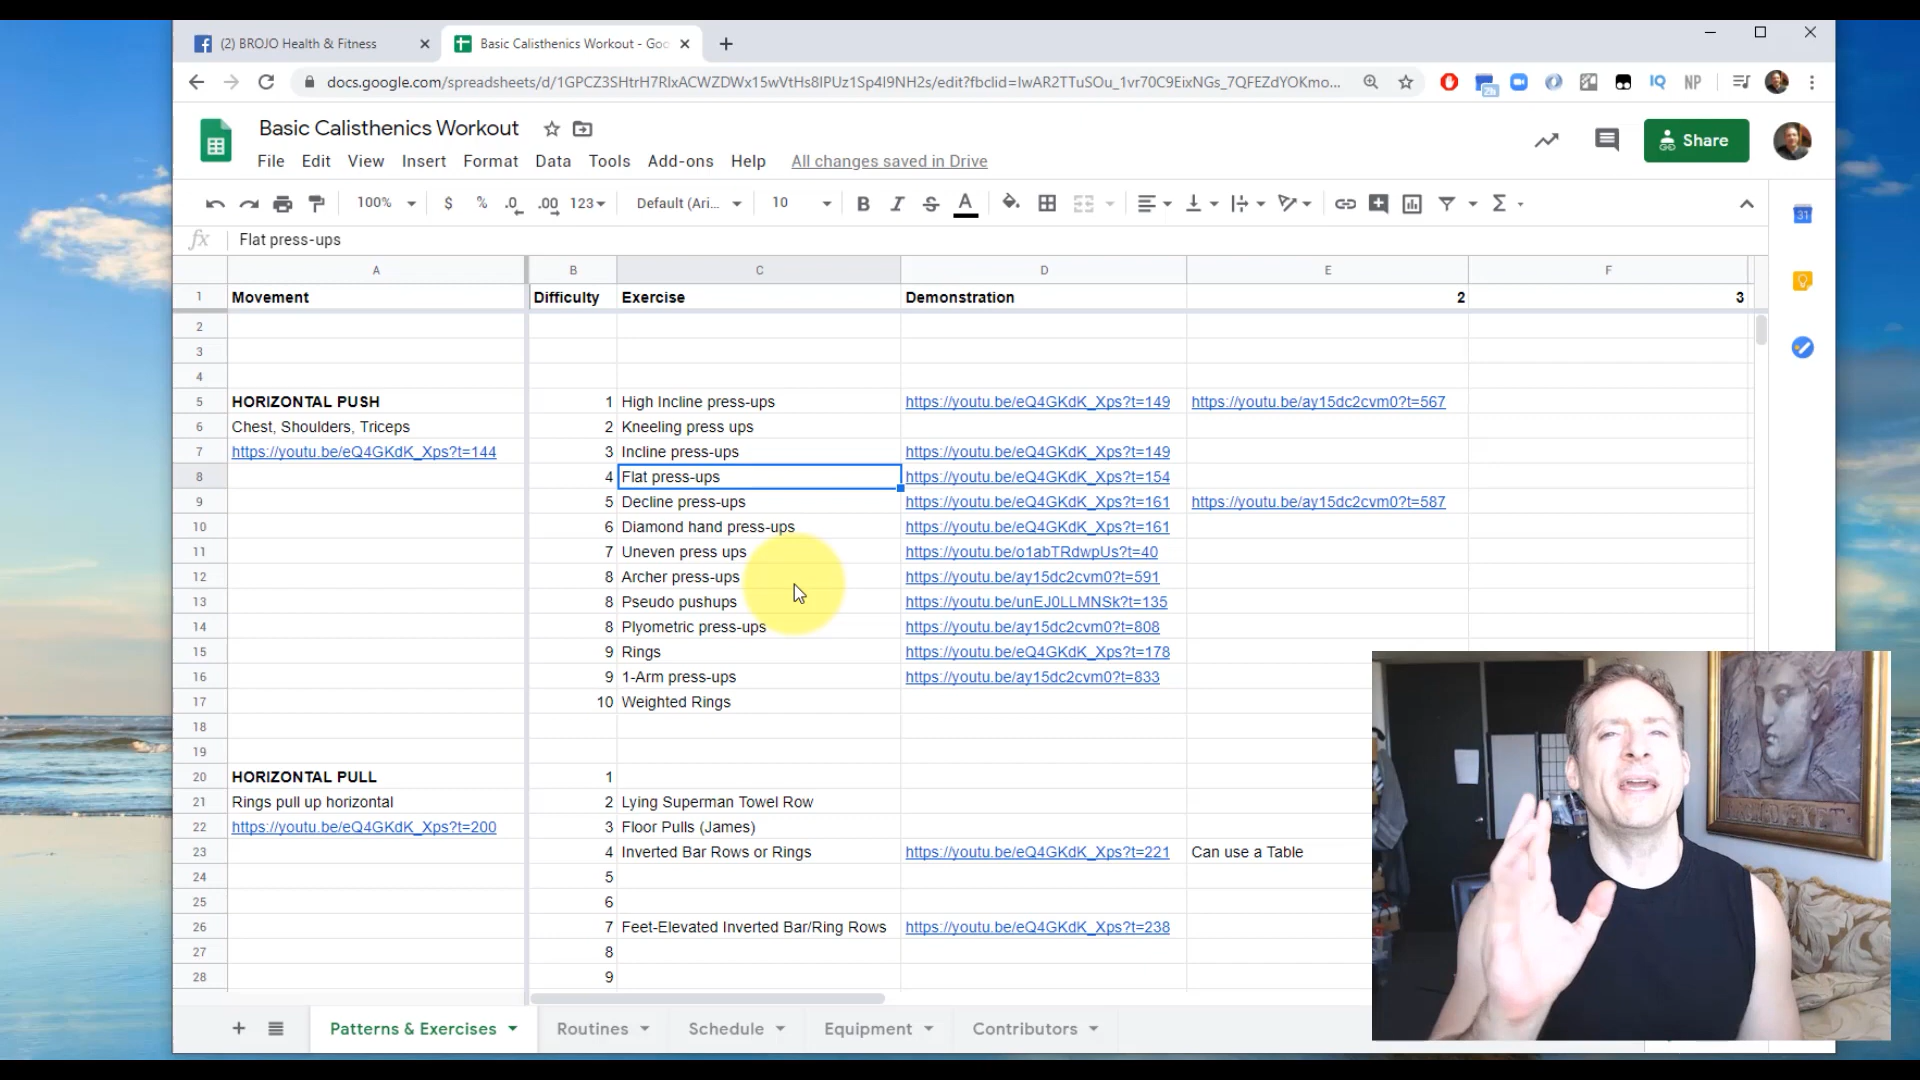 (2) BROJO Health & Fitness
Basic Calisthenics Workout - Goo
docs.google.com/spreadsheets/d/1GPCZ3SHtrH7RlxACWZDWx15wVtHs8IPUz1Sp4I9NH2s/edit?fbclid=IwAR2TTuSOu_1vr70C9EixNGs_7QFEZdYOKmo...
2h IQ NP
Basic Calisthenics Workout
File Edit View Insert Format Data Tools Add-ons Help All changes saved in Drive
Share
100% $ % .0 .00 123 Default (Ari... 10 B I S A Σ
31
fx Flat press-ups
A B C D E F
1 Movement Difficulty Exercise Demonstration 2 3
2
3
4
5 HORIZONTAL PUSH 1 High Incline press-ups https://youtu.be/eQ4GKdK_Xps?t=149 https://youtu.be/ay15dc2cvm0?t=567
6 Chest, Shoulders, Triceps 2 Kneeling press ups
7 https://youtu.be/eQ4GKdK_Xps?t=144 3 Incline press-ups https://youtu.be/eQ4GKdK_Xps?t=149
8 4 Flat press-ups https://youtu.be/eQ4GKdK_Xps?t=154
9 5 Decline press-ups https://youtu.be/eQ4GKdK_Xps?t=161 https://youtu.be/ay15dc2cvm0?t=587
10 6 Diamond hand press-ups https://youtu.be/eQ4GKdK_Xps?t=161
11 7 Uneven press ups https://youtu.be/o1abTRdwpUs?t=40
12 8 Archer press-ups https://youtu.be/ay15dc2cvm0?t=591
13 8 Pseudo pushups https://youtu.be/unEJ0LLMNSk?t=135
14 8 Plyometric press-ups https://youtu.be/ay15dc2cvm0?t=808
15 9 Rings https://youtu.be/eQ4GKdK_Xps?t=178
16 9 1-Arm press-ups https://youtu.be/ay15dc2cvm0?t=833
17 10 Weighted Rings
18
19
20 HORIZONTAL PULL 1
21 Rings pull up horizontal 2 Lying Superman Towel Row
22 https://youtu.be/eQ4GKdK_Xps?t=200 3 Floor Pulls (James)
23 4 Inverted Bar Rows or Rings https://youtu.be/eQ4GKdK_Xps?t=221 Can use a Table
24 5
25 6
26 7 Feet-Elevated Inverted Bar/Ring Rows https://youtu.be/eQ4GKdK_Xps?t=238
27 8
28 9
Patterns & Exercises Routines Schedule Equipment Contributors